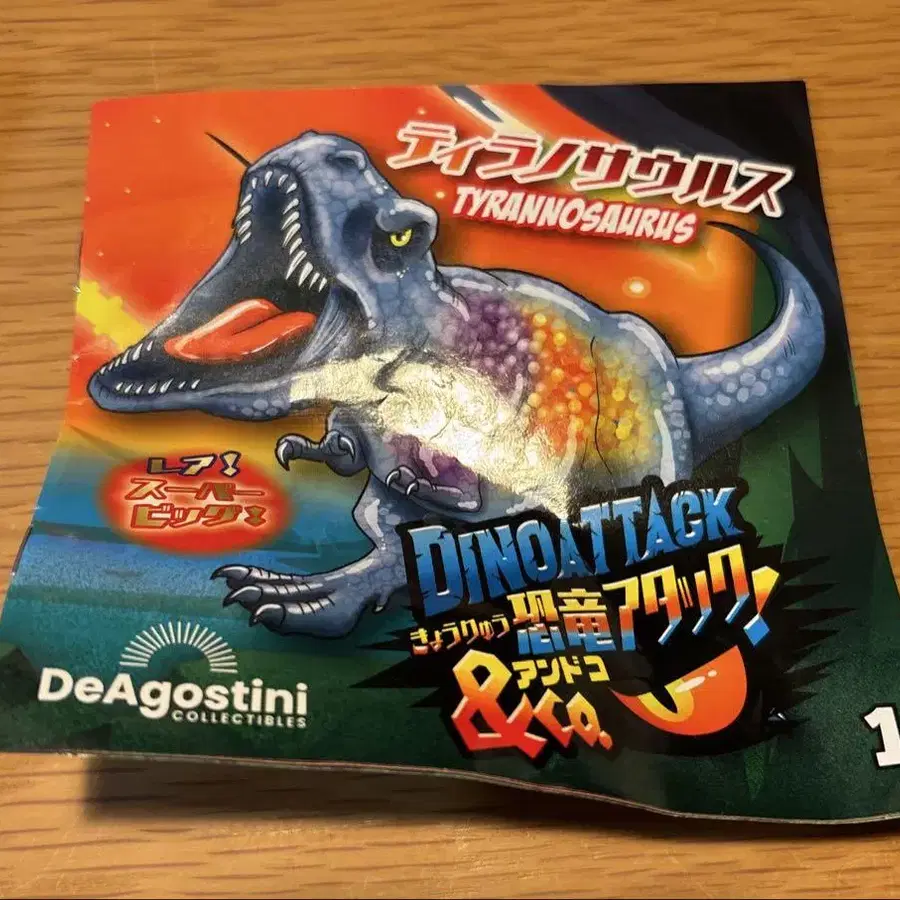 ティラノサウルス
TYRANNOSAURUS
レア!
スーパー
ビッグ!
DINOATTACK
きょうりゅう
恐竜アタック!
アンドコ
&CO.
DeAgostini
COLLECTIBLES
1